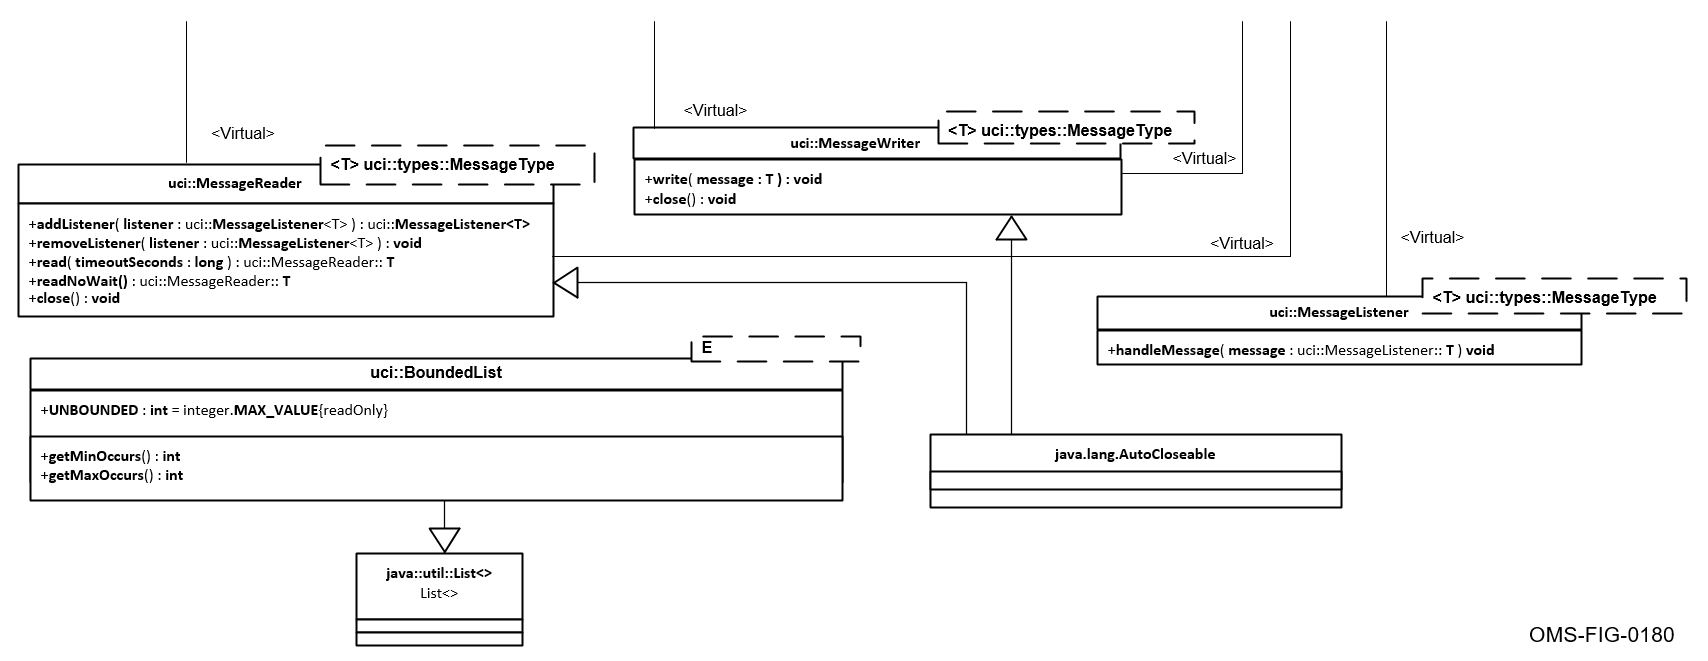 <Virtual>
<T> uci::types::MessageType
uci::MessageReader
+addListener( listener : uci::MessageListener<T> ) : uci::MessageListener<T>
+removeListener( listener : uci::MessageListener<T> ) : void
+read( timeoutSeconds : long ) : uci::MessageReader:: T
+readNoWait() : uci::MessageReader:: T
+close() : void
<Virtual>
<T> uci::types::MessageType
uci::MessageWriter
+write( message : T ) : void
+close() : void
<Virtual>
<Virtual>
<Virtual>
<T> uci::types::MessageType
uci::MessageListener
+handleMessage( message : uci::MessageListener:: T ) void
E
uci::BoundedList
+UNBOUNDED : int = integer.MAX_VALUE{readOnly}
+getMinOccurs() : int
+getMaxOccurs() : int
java.lang.AutoCloseable
java::util::List<>
List<>
OMS-FIG-0180